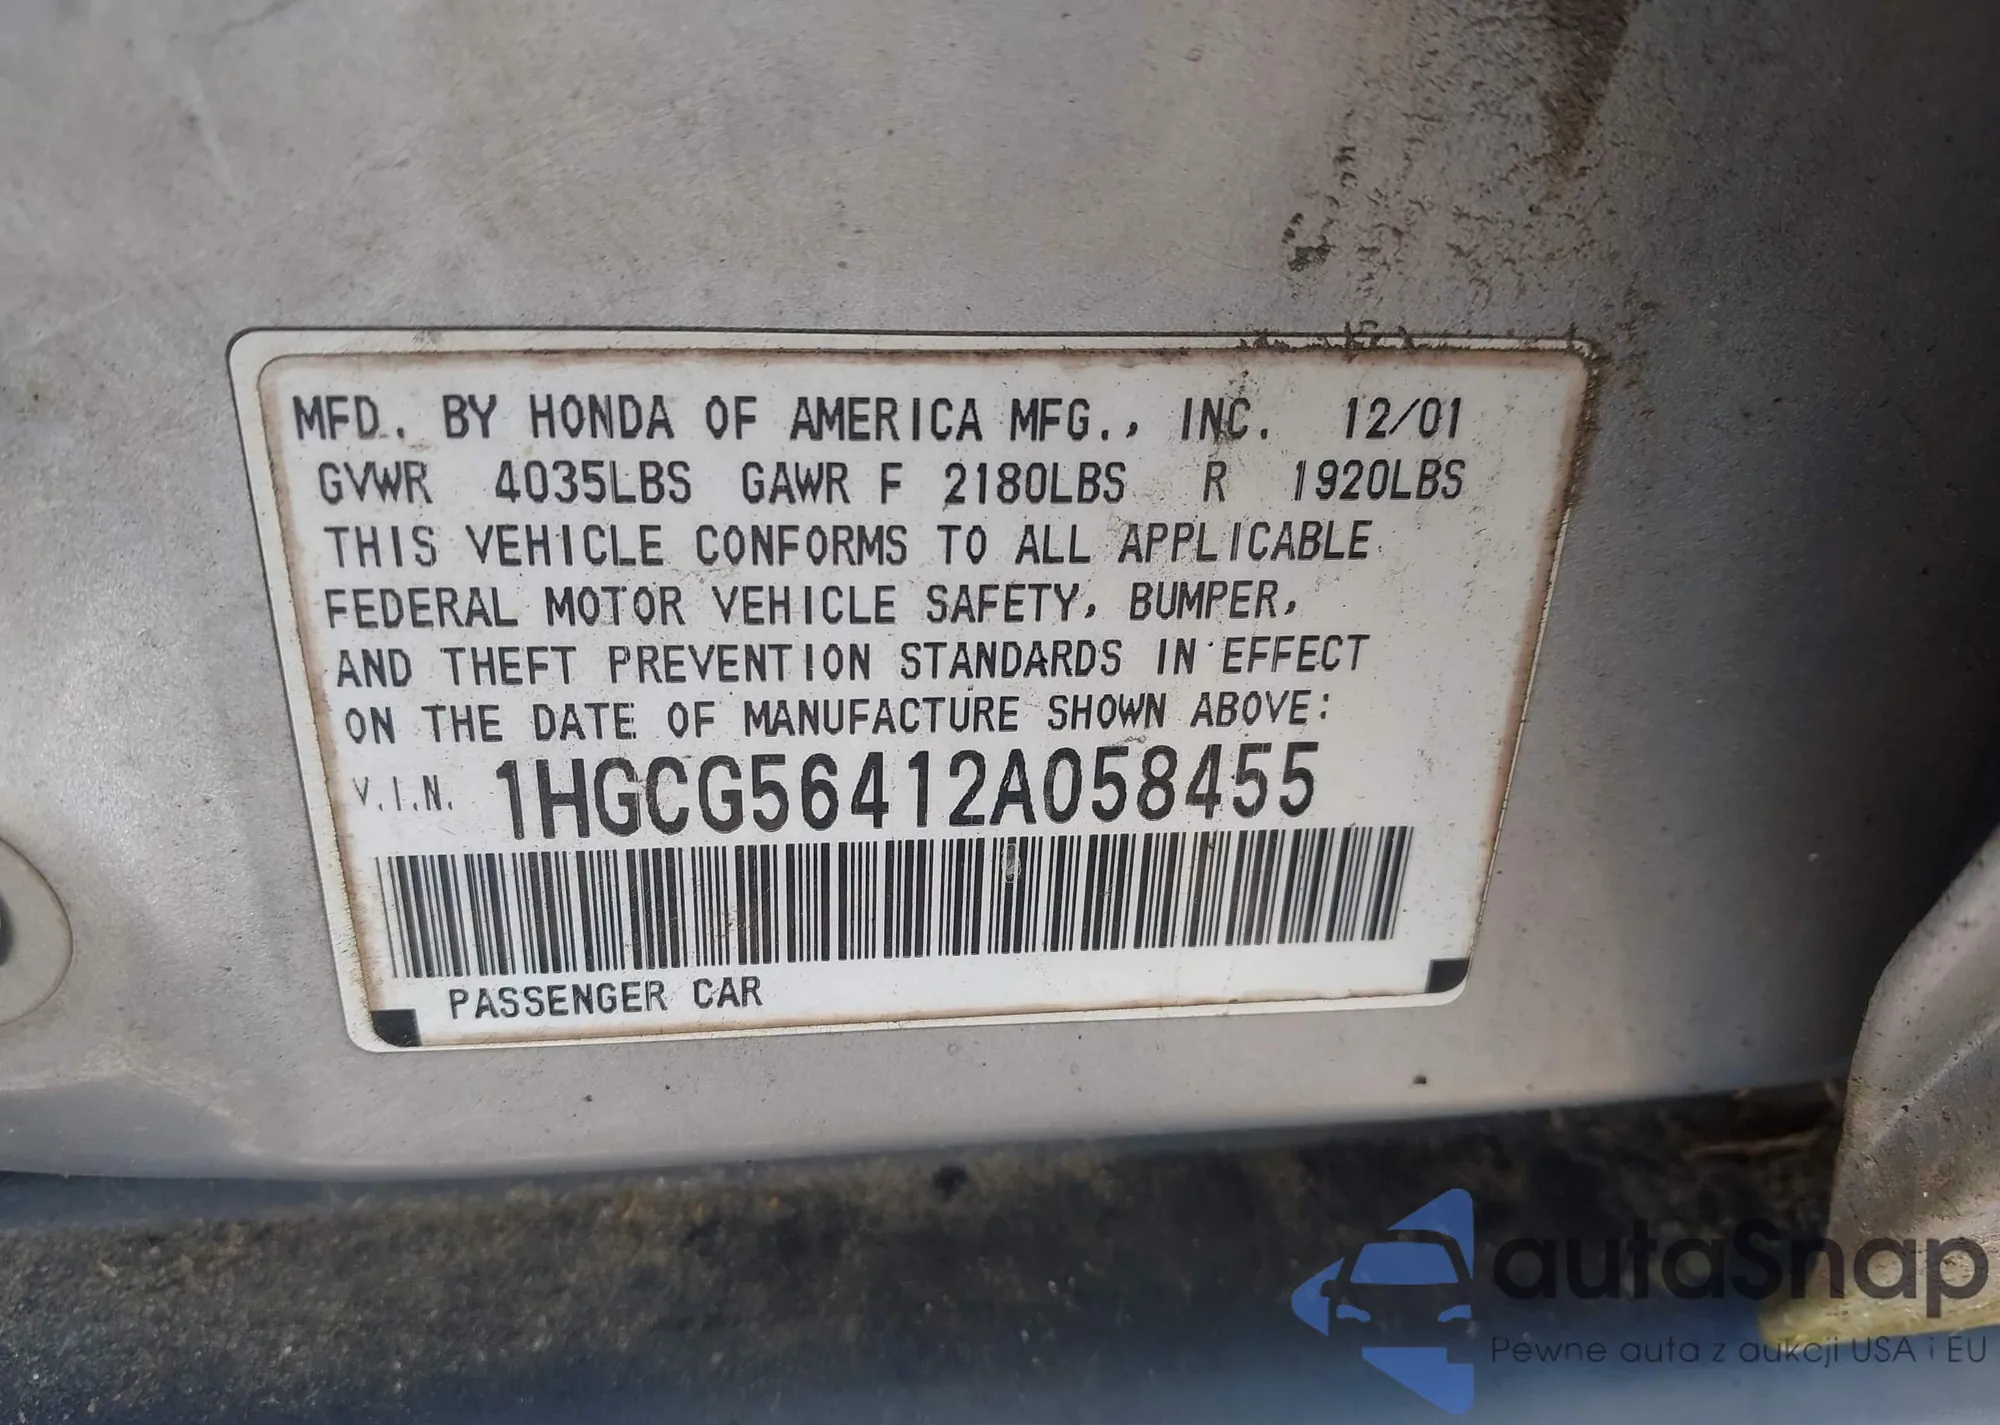 MFD. BY HONDA OF AMERICA MFG., INC. 12/01
GVWR 4035LBS GAWR F 2180LBS R 1920LBS
THIS VEHICLE CONFORMS TO ALL APPLICABLE
FEDERAL MOTOR VEHICLE SAFETY, BUMPER,
AND THEFT PREVENTION STANDARDS IN EFFECT
ON THE DATE OF MANUFACTURE SHOWN ABOVE:
V.I.N. 1HGCG56412A058455
PASSENGER CAR
autaSnap
Pewne auta z aukcji USA i EU